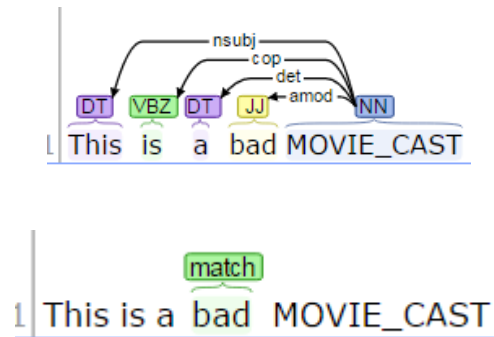 nsubj
cop
det
amod
DT VBZ DT JJ NN
1 This is a bad MOVIE_CAST
match
1 This is a bad MOVIE_CAST